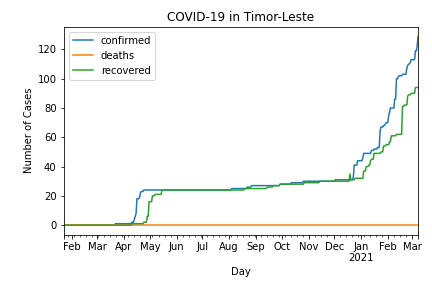 COVID-19 in Timor-Leste
confirmed
deaths
recovered
Number of Cases
120
100
80
60
40
20
0
Feb Mar Apr May Jun Jul Aug Sep Oct Nov Dec Jan Feb Mar
2021
Day